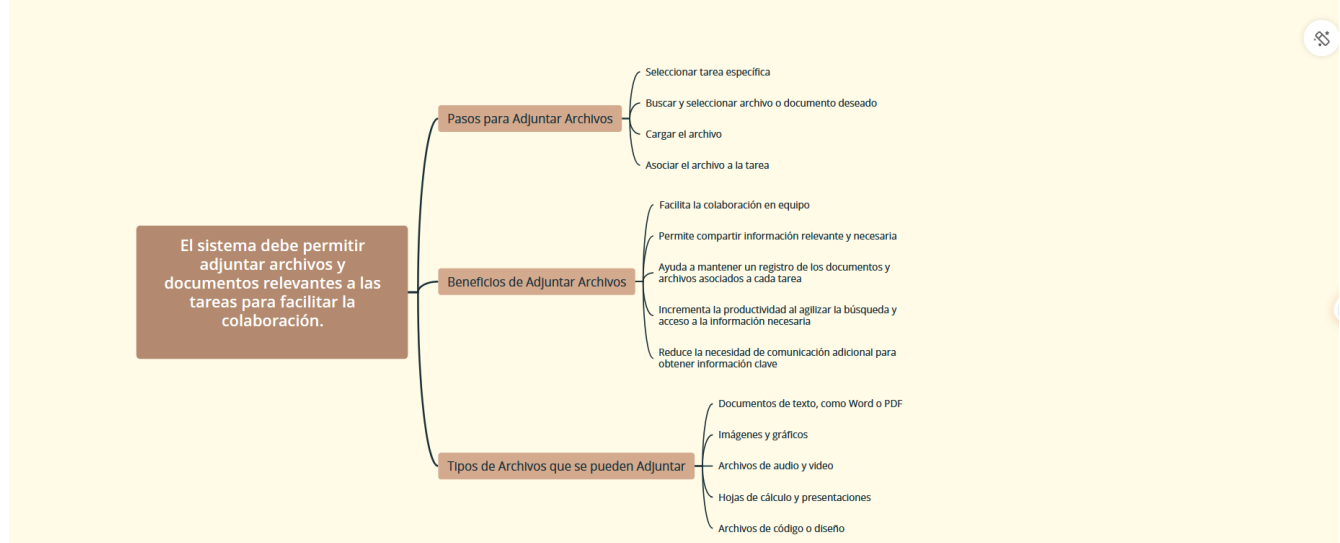 El sistema debe permitir
adjuntar archivos y
documentos relevantes a las
tareas para facilitar la
colaboración.
Pasos para Adjuntar Archivos
Seleccionar tarea específica
Buscar y seleccionar archivo o documento deseado
Cargar el archivo
Asociar el archivo a la tarea
Beneficios de Adjuntar Archivos
Facilita la colaboración en equipo
Permite compartir información relevante y necesaria
Ayuda a mantener un registro de los documentos y
archivos asociados a cada tarea
Incrementa la productividad al agilizar la búsqueda y
acceso a la información necesaria
Reduce la necesidad de comunicación adicional para
obtener información clave
Tipos de Archivos que se pueden Adjuntar
Documentos de texto, como Word o PDF
Imágenes y gráficos
Archivos de audio y video
Hojas de cálculo y presentaciones
Archivos de código o diseño